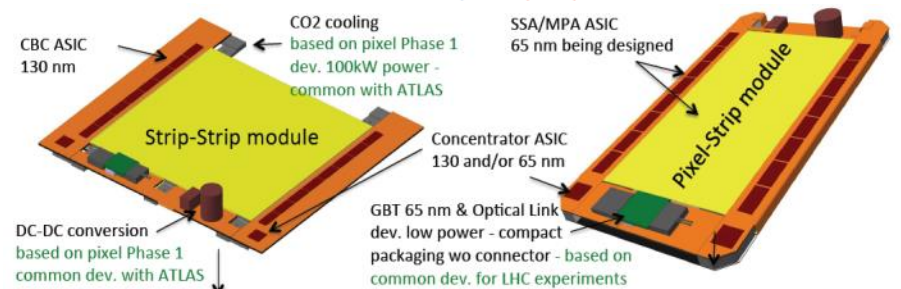 CBC ASIC
130 nm
CO2 cooling
based on pixel Phase 1
dev. 100kW power -
common with ATLAS
SSA/MPA ASIC
65 nm being designed
Strip-Strip module
Pixel-Strip module
Concentrator ASIC
130 and/or 65 nm
DC-DC conversion
based on pixel Phase 1
common dev. with ATLAS
GBT 65 nm & Optical Link
dev. low power - compact
packaging wo connector - based on
common dev. for LHC experiments